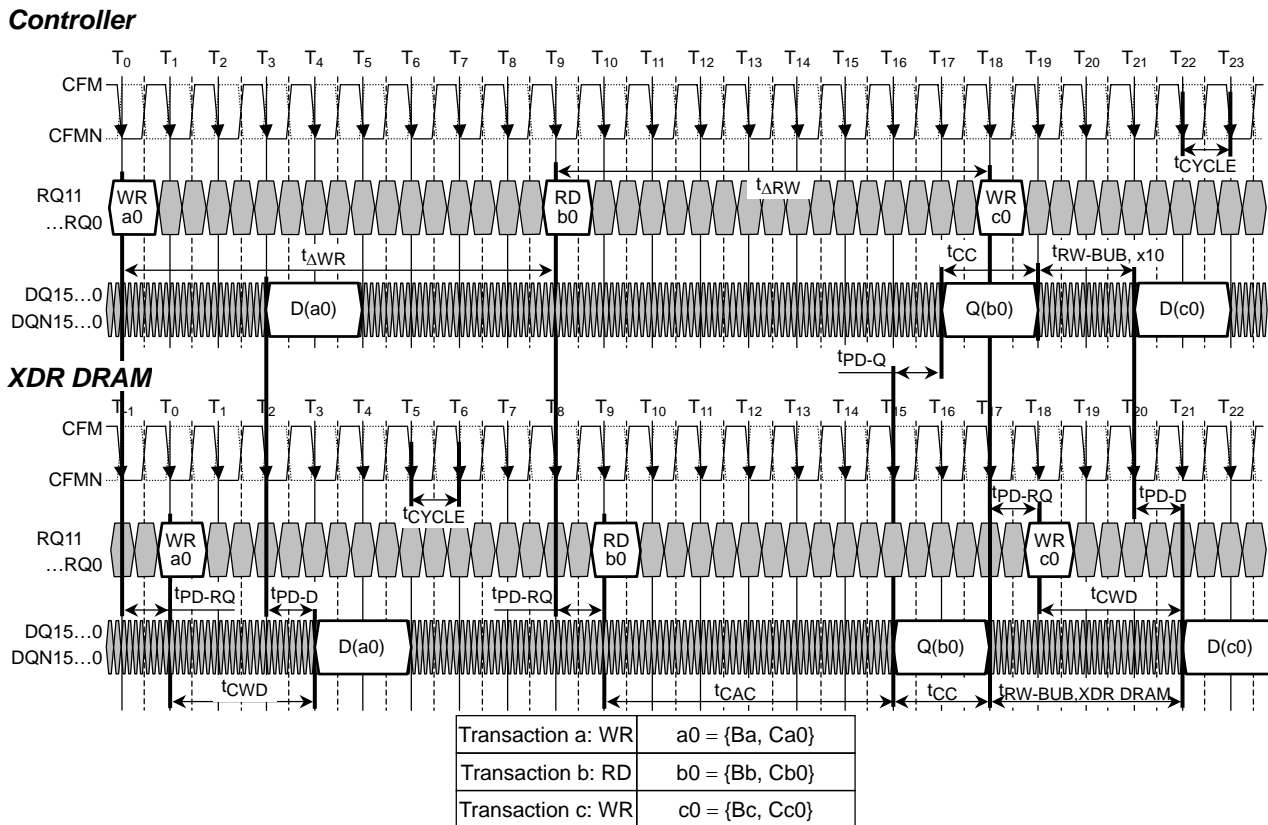 Controller
T0 T1 T2 T3 T4 T5 T6 T7 T8 T9 T10 T11 T12 T13 T14 T15 T16 T17 T18 T19 T20 T21 T22 T23
CFM
CFMN
tCYCLE
RQ11
…RQ0
WR
a0
RD
b0
tΔRW
WR
c0
tΔWR
tCC
tRW-BUB, x10
DQ15…0
DQN15…0
D(a0)
Q(b0)
D(c0)
tPD-Q
XDR DRAM
T-1 T0 T1 T2 T3 T4 T5 T6 T7 T8 T9 T10 T11 T12 T13 T14 T15 T16 T17 T18 T19 T20 T21 T22
CFM
CFMN
tCYCLE
tPD-RQ
tPD-D
RQ11
…RQ0
WR
a0
RD
b0
WR
c0
tPD-RQ
tPD-D
tPD-RQ
tCWD
DQ15…0
DQN15…0
D(a0)
Q(b0)
D(c0)
tCWD
tCAC
tCC
tRW-BUB,XDR DRAM
Transaction a: WR a0 = {Ba, Ca0}
Transaction b: RD b0 = {Bb, Cb0}
Transaction c: WR c0 = {Bc, Cc0}